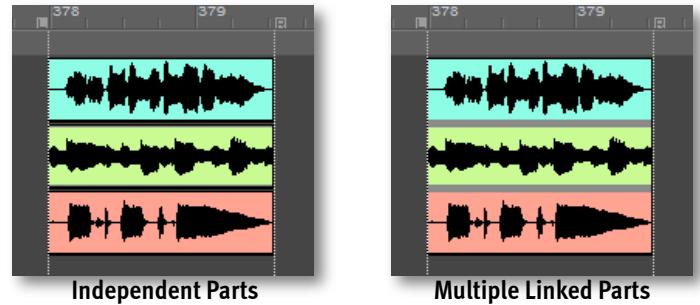 378 379
L R
378 379
L R
Independent Parts
Multiple Linked Parts